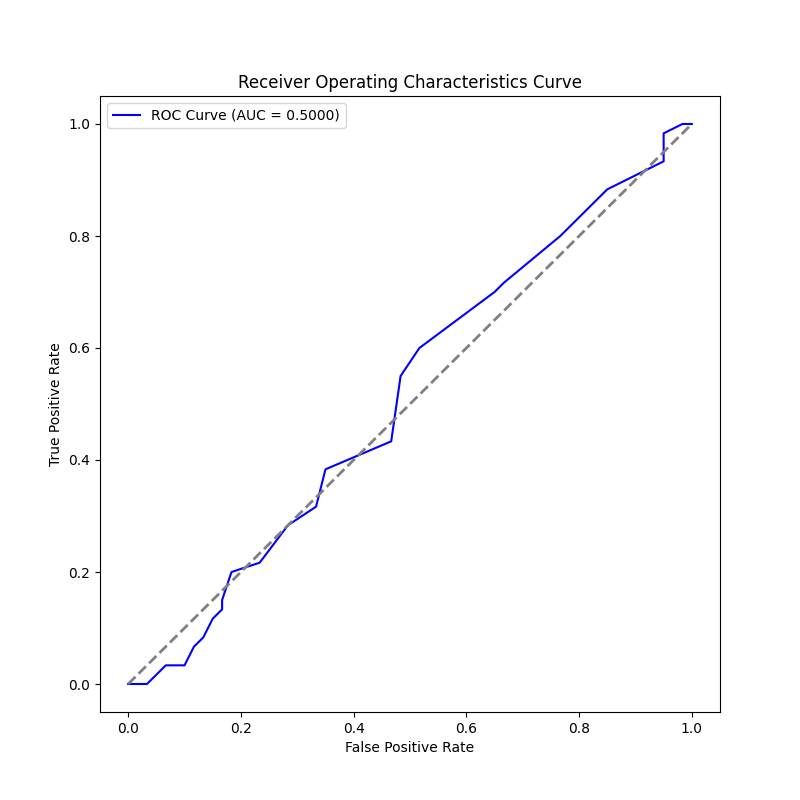 Receiver Operating Characteristics Curve
ROC Curve (AUC = 0.5000)
1.0
0.8
0.6
0.4
0.2
0.0
True Positive Rate
0.0 0.2 0.4 0.6 0.8 1.0
False Positive Rate